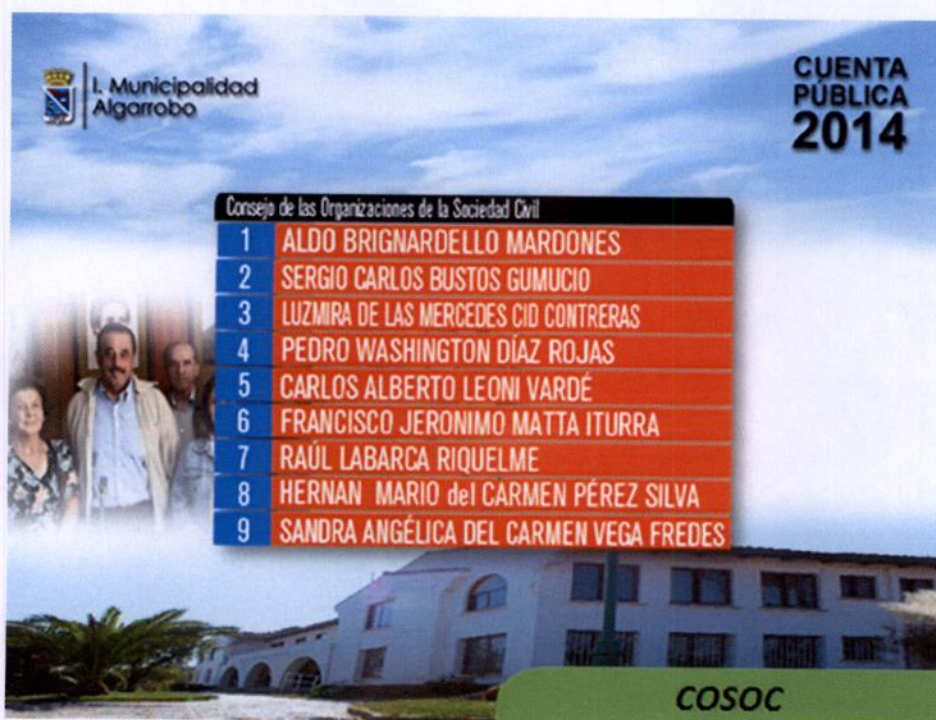 I. Municipalidad
Algarrobo
CUENTA
PÚBLICA
2014
Consejo de las Organizaciones de la Sociedad Civil
1 ALDO BRIGNARDELLO MARDONES
2 SERGIO CARLOS BUSTOS GUMUCIO
3 LUZMIRA DE LAS MERCEDES CID CONTRERAS
4 PEDRO WASHINGTON DÍAZ ROJAS
5 CARLOS ALBERTO LEONI VARDÉ
6 FRANCISCO JERONIMO MATTA ITURRA
7 RAÚL LABARCA RIQUELME
8 HERNAN MARIO del CARMEN PÉREZ SILVA
9 SANDRA ANGÉLICA DEL CARMEN VEGA FREDES
COSOC